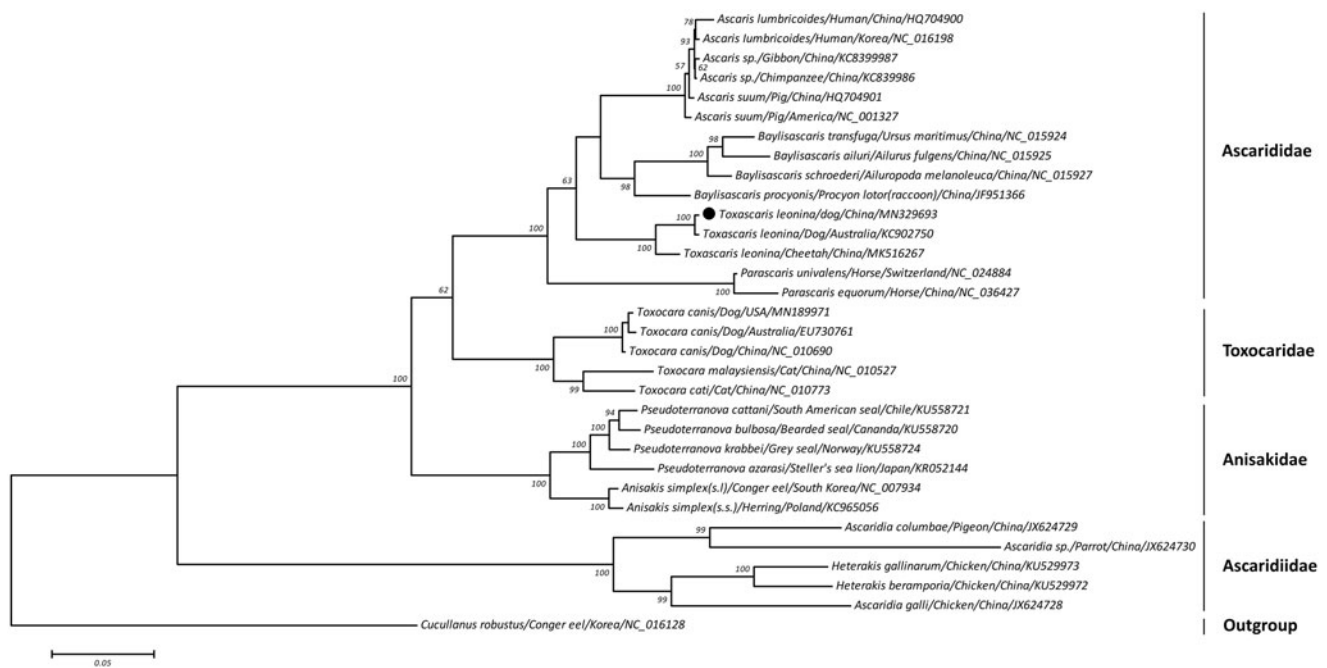 78
Ascaris lumbricoides/Human/China/HQ704900
93
Ascaris lumbricoides/Human/Korea/NC_016198
57
Ascaris sp./Gibbon/China/KC8399987
62
Ascaris sp./Chimpanzee/China/KC839986
100
Ascaris suum/Pig/China/HQ704901
Ascaris suum/Pig/America/NC_001327
98
Baylisascaris transfuga/Ursus maritimus/China/NC_015924
100
Baylisascaris ailuri/Ailurus fulgens/China/NC_015925
Baylisascaris schroederi/Ailuropoda melanoleuca/China/NC_015927
63
98
Baylisascaris procyonis/Procyon lotor(raccoon)/China/JF951366
100
Toxascaris leonina/dog/China/MN329693
100
Toxascaris leonina/Dog/Australia/KC902750
100
Toxascaris leonina/Cheetah/China/MK516267
Parascaris univalens/Horse/Switzerland/NC_024884
100
Parascaris equorum/Horse/China/NC_036427
Ascarididae
62
Toxocara canis/Dog/USA/MN189971
100
Toxocara canis/Dog/Australia/EU730761
Toxocara canis/Dog/China/NC_010690
100
Toxocara malaysiensis/Cat/China/NC_010527
99
Toxocara cati/Cat/China/NC_010773
Toxocaridae
100
94
Pseudoterranova cattani/South American seal/Chile/KU558721
100
Pseudoterranova bulbosa/Bearded seal/Cananda/KU558720
100
Pseudoterranova krabbei/Grey seal/Norway/KU558724
Pseudoterranova azarasi/Steller's sea lion/Japan/KR052144
100
Anisakis simplex(s.l)/Conger eel/South Korea/NC_007934
100
Anisakis simplex(s.s.)/Herring/Poland/KC965056
Anisakidae
99
Ascaridia columbae/Pigeon/China/JX624729
Ascaridia sp./Parrot/China/JX624730
100
100
Heterakis gallinarum/Chicken/China/KU529973
Heterakis beramporia/Chicken/China/KU529972
99
Ascaridia galli/Chicken/China/JX624728
Ascaridiidae
Cucullanus robustus/Conger eel/Korea/NC_016128
Outgroup
0.05